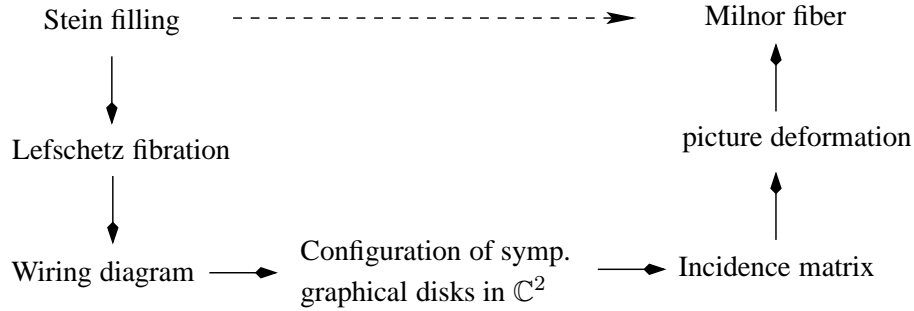 Stein filling
Milnor fiber
Lefschetz fibration
picture deformation
Wiring diagram
Configuration of symp.
graphical disks in ℂ²
Incidence matrix